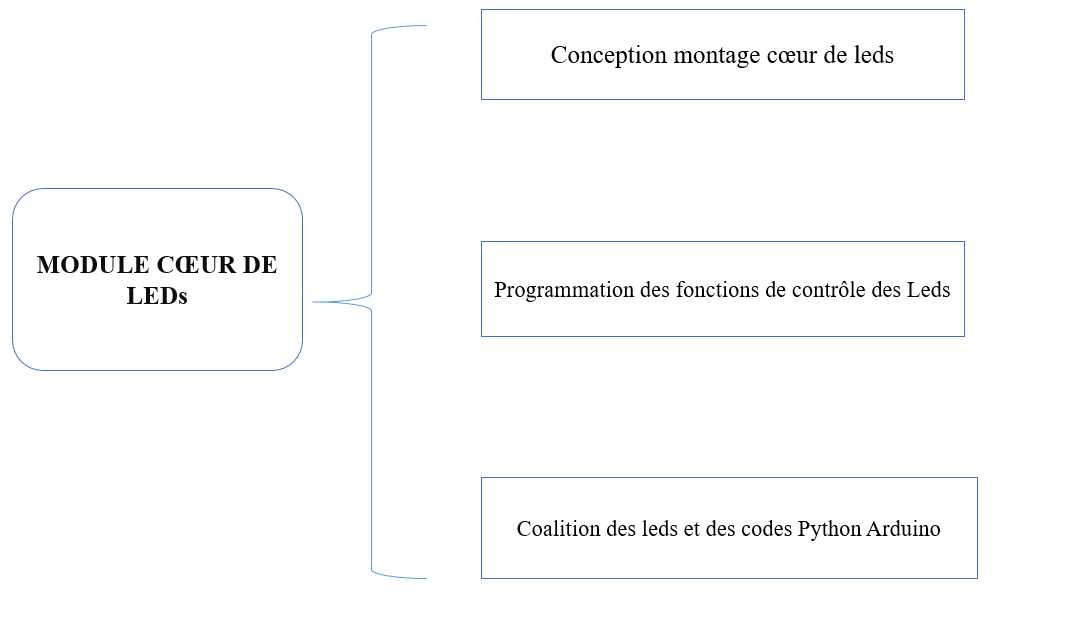 Conception montage cœur de leds
MODULE CŒUR DE
LEDs
Programmation des fonctions de contrôle des Leds
Coalition des leds et des codes Python Arduino